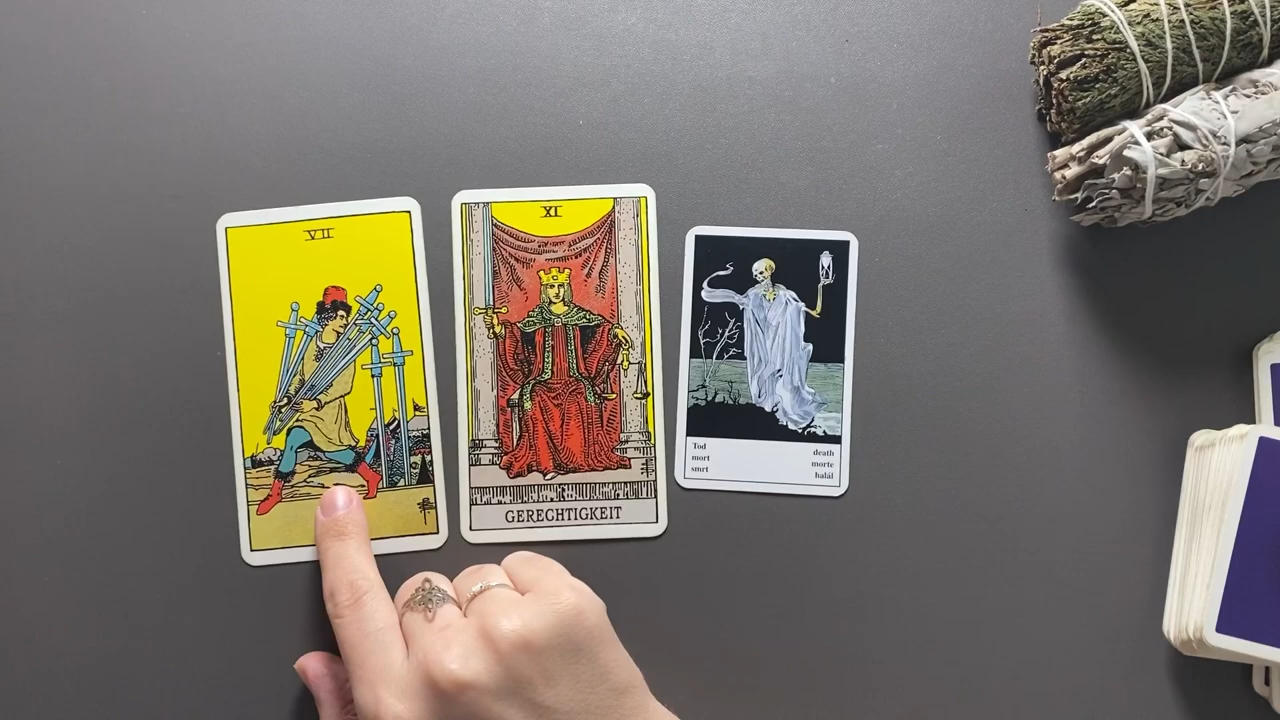 VII
XI
GERECHTIGKEIT
Tod
mort
smrt
death
morte
halál